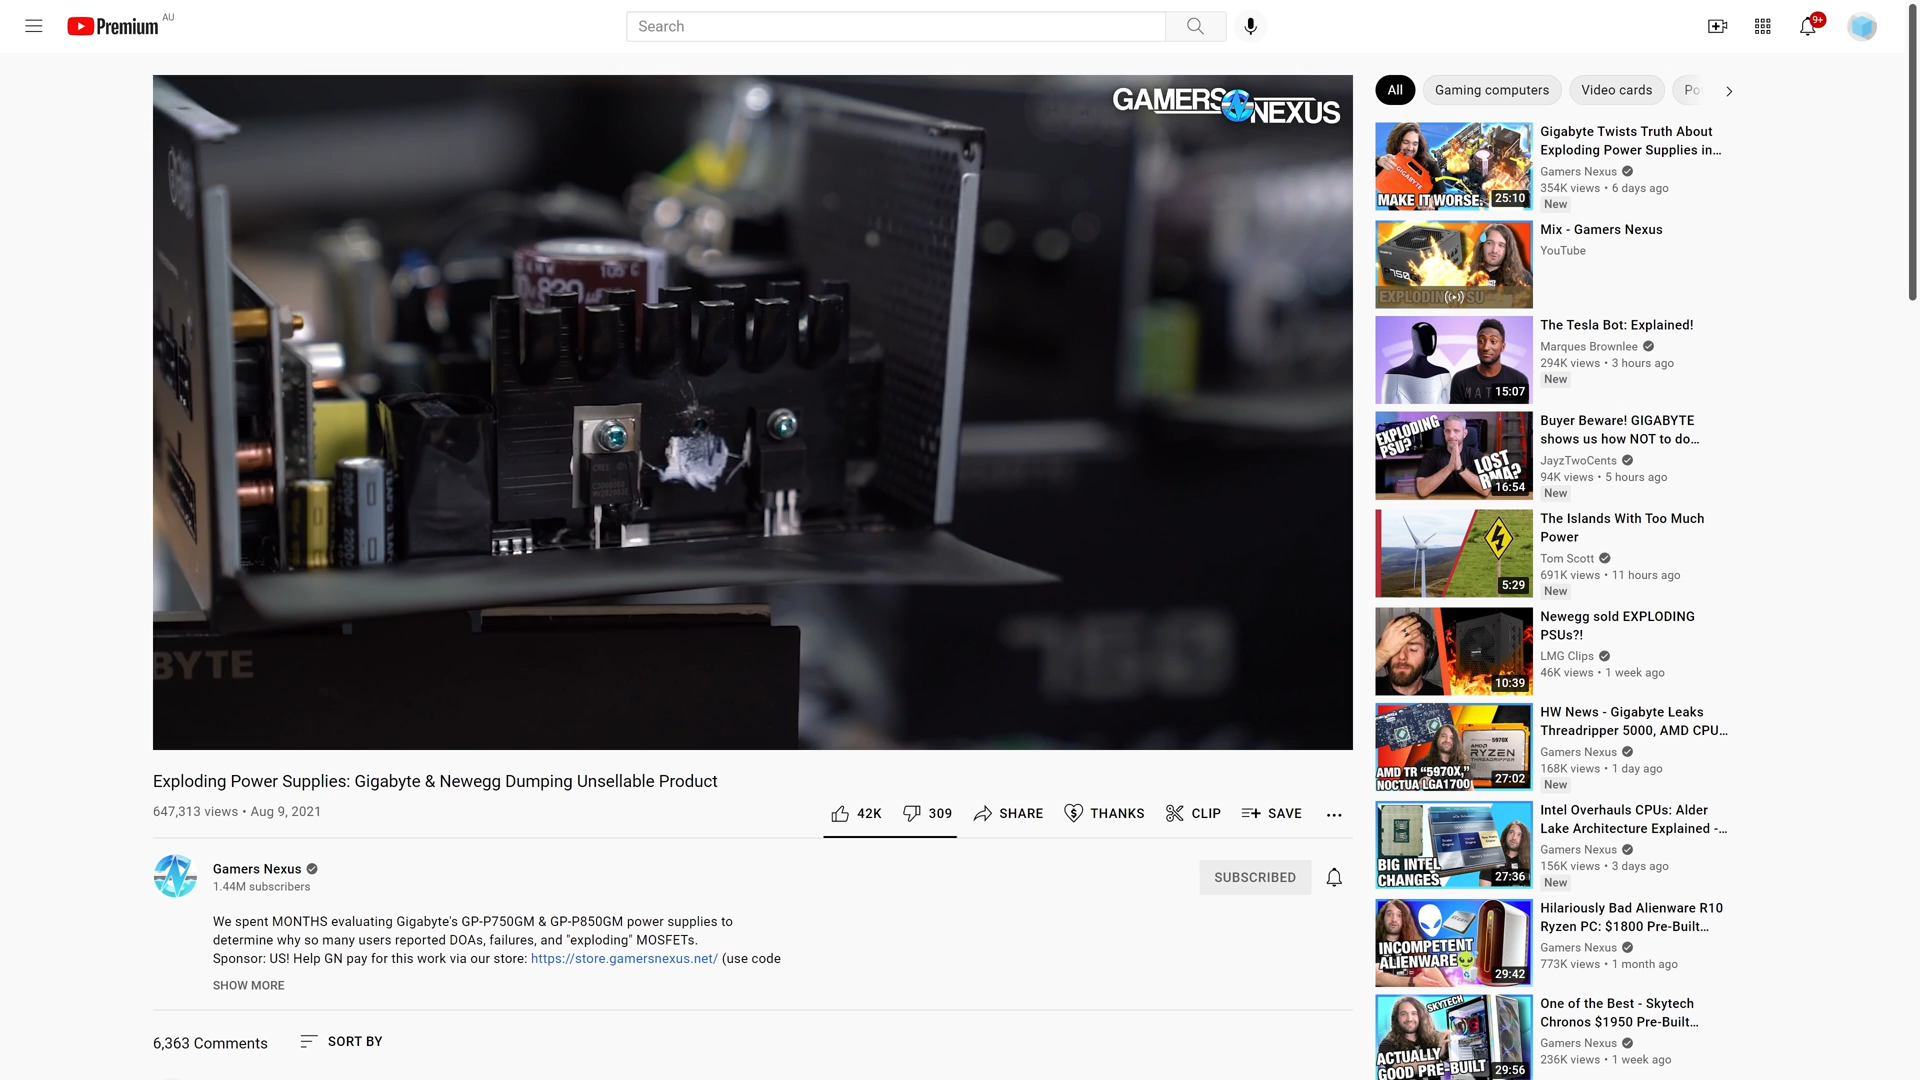 Premium
AU
Search
9+
GAMERS NEXUS
105°C
820µF
BYTE
750
All
Gaming computers
Video cards
Gigabyte Twists Truth About
Exploding Power Supplies in...
Gamers Nexus
354K views • 6 days ago
New
GIGABYTE
MAKE IT WORSE.
25:10
Mix - Gamers Nexus
YouTube
750
EXPLODING PSU
The Tesla Bot: Explained!
Marques Brownlee
294K views • 3 hours ago
New
15:07
Buyer Beware! GIGABYTE
shows us how NOT to do...
JayzTwoCents
94K views • 5 hours ago
New
EXPLODING
PSU?
LOST
RMA?
16:54
The Islands With Too Much
Power
Tom Scott
691K views • 11 hours ago
New
5:29
Newegg sold EXPLODING
PSUs?!
LMG Clips
46K views • 1 week ago
10:39
HW News - Gigabyte Leaks
Threadripper 5000, AMD CPU...
Gamers Nexus
168K views • 1 day ago
New
5970X
AMD
RYZEN
THREADRIPPER
AMD TR "5970X,"
NOCTUA LGA1700
27:02
Intel Overhauls CPUs: Alder
Lake Architecture Explained -...
Gamers Nexus
156K views • 3 days ago
New
BIG INTEL
CHANGES
27:36
Hilariously Bad Alienware R10
Ryzen PC: $1800 Pre-Built...
Gamers Nexus
773K views • 1 month ago
INCOMPETENT
ALIENWARE
29:42
One of the Best - Skytech
Chronos $1950 Pre-Built...
Gamers Nexus
236K views • 1 week ago
SKYTECH
ACTUALLY
GOOD PRE-BUILT
29:56
Exploding Power Supplies: Gigabyte & Newegg Dumping Unsellable Product
647,313 views • Aug 9, 2021
42K
309
SHARE
THANKS
CLIP
SAVE
Gamers Nexus
1.44M subscribers
SUBSCRIBED
We spent MONTHS evaluating Gigabyte's GP-P750GM & GP-P850GM power supplies to
determine why so many users reported DOAs, failures, and "exploding" MOSFETs.
Sponsor: US! Help GN pay for this work via our store: https://store.gamersnexus.net/ (use code
SHOW MORE
6,363 Comments
SORT BY